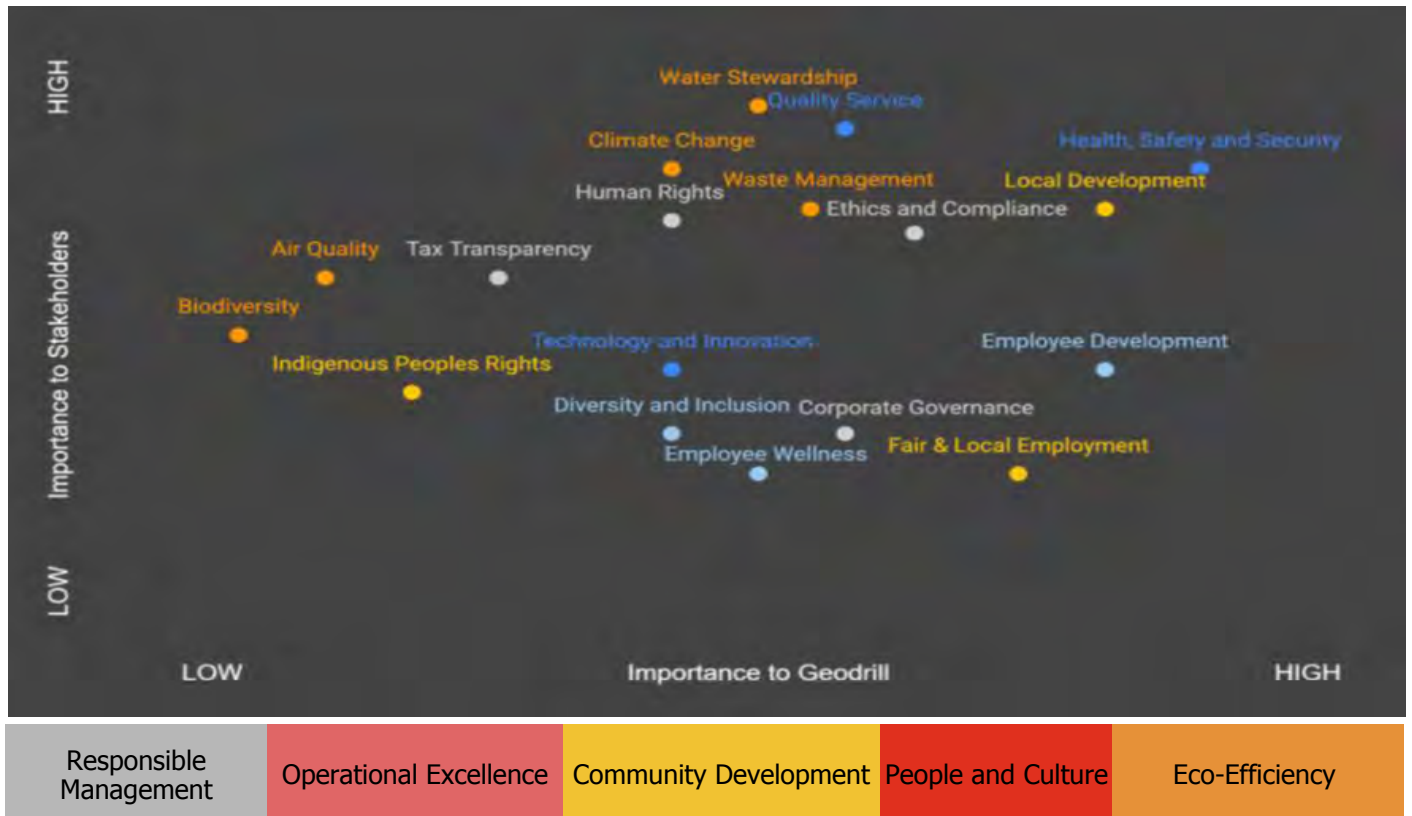 HIGH
Water Stewardship
Quality Service
Climate Change
Health, Safety and Security
Waste Management
Local Development
Human Rights
Ethics and Compliance
Air Quality
Tax Transparency
Biodiversity
Technology and Innovation
Employee Development
Indigenous Peoples Rights
Diversity and Inclusion
Corporate Governance
Employee Wellness
Fair & Local Employment
Importance to Stakeholders
LOW
LOW
Importance to Geodrill
HIGH
Responsible
Management
Operational Excellence
Community Development
People and Culture
Eco-Efficiency